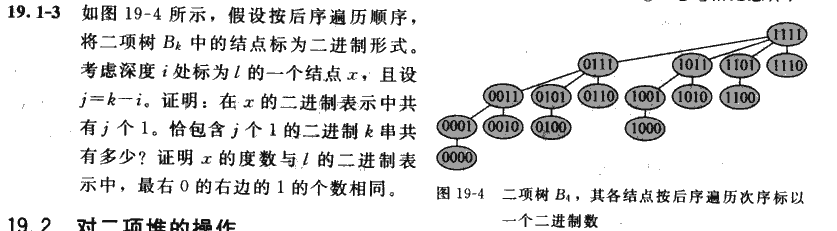 19.1-3 如图 19-4 所示，假设按后序遍历顺序，
将二项树 Bk 中的结点标为二进制形式。
考虑深度 i 处标为 l 的一个结点 x，且设
j=k-i。证明：在 x 的二进制表示中共
有 j 个 1。恰包含 j 个 1 的二进制 k 串共
有多少？证明 x 的度数与 l 的二进制表
示中，最右 0 的右边的 1 的个数相同。
1111
0111 1011 1101 1110
0011 0101 0110 1001 1010 1100
0001 0010 0100 1000
0000
图 19-4 二项树 B4，其各结点按后序遍历次序标以
一个二进制数
19.2 对二项堆的操作